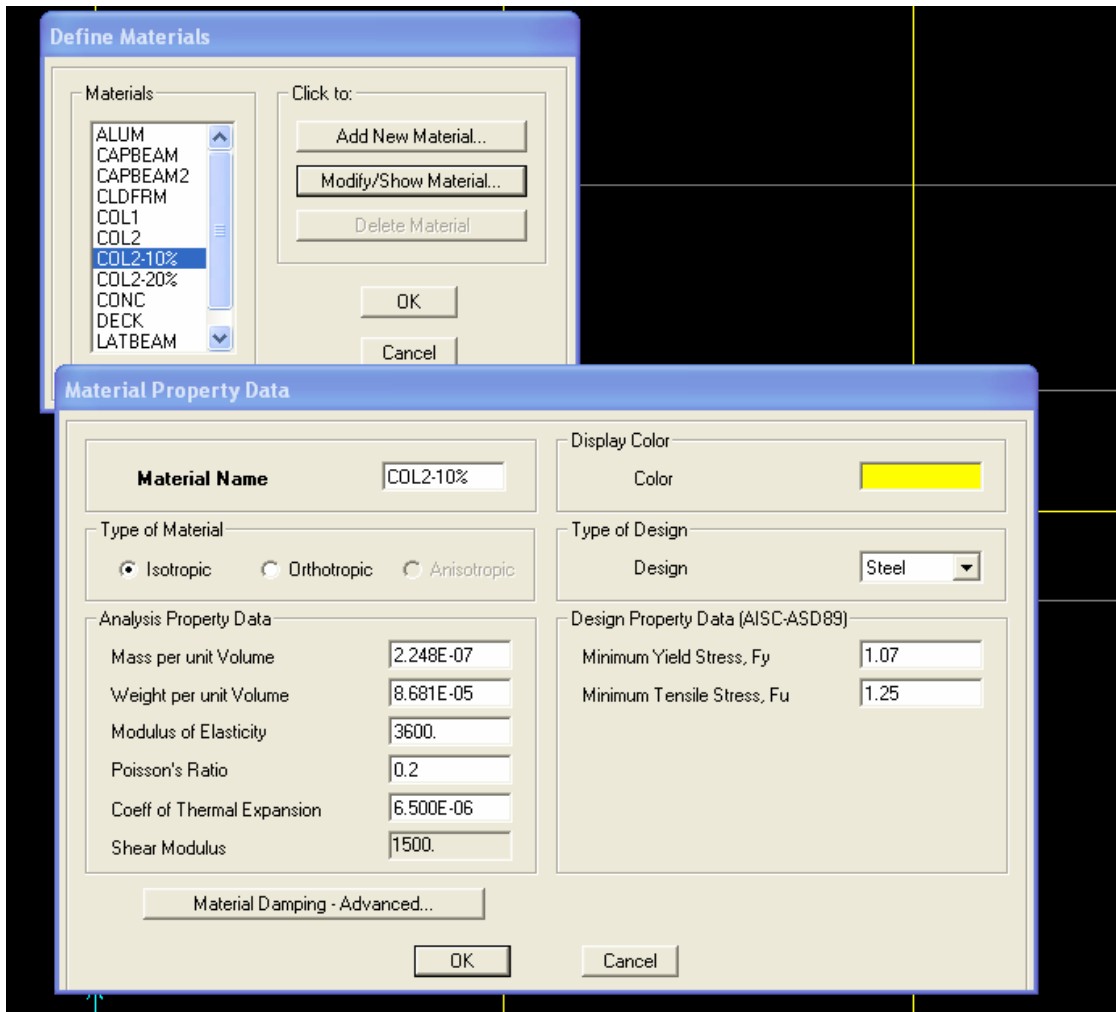 Define Materials
Materials
Click to:
ALUM
CAPBEAM
CAPBEAM2
CLDFRM
COL1
COL2
COL2-10%
COL2-20%
CONC
DECK
LATBEAM
Add New Material...
Modify/Show Material...
Delete Material
OK
Cancel
Material Property Data
Material Name COL2-10%
Display Color
Color
Type of Material
Isotropic Orthotropic Anisotropic
Type of Design
Design Steel
Analysis Property Data
Mass per unit Volume 2.248E-07
Weight per unit Volume 8.681E-05
Modulus of Elasticity 3600.
Poisson's Ratio 0.2
Coeff of Thermal Expansion 6.500E-06
Shear Modulus 1500.
Design Property Data (AISC-ASD89)
Minimum Yield Stress, Fy 1.07
Minimum Tensile Stress, Fu 1.25
Material Damping - Advanced...
OK Cancel